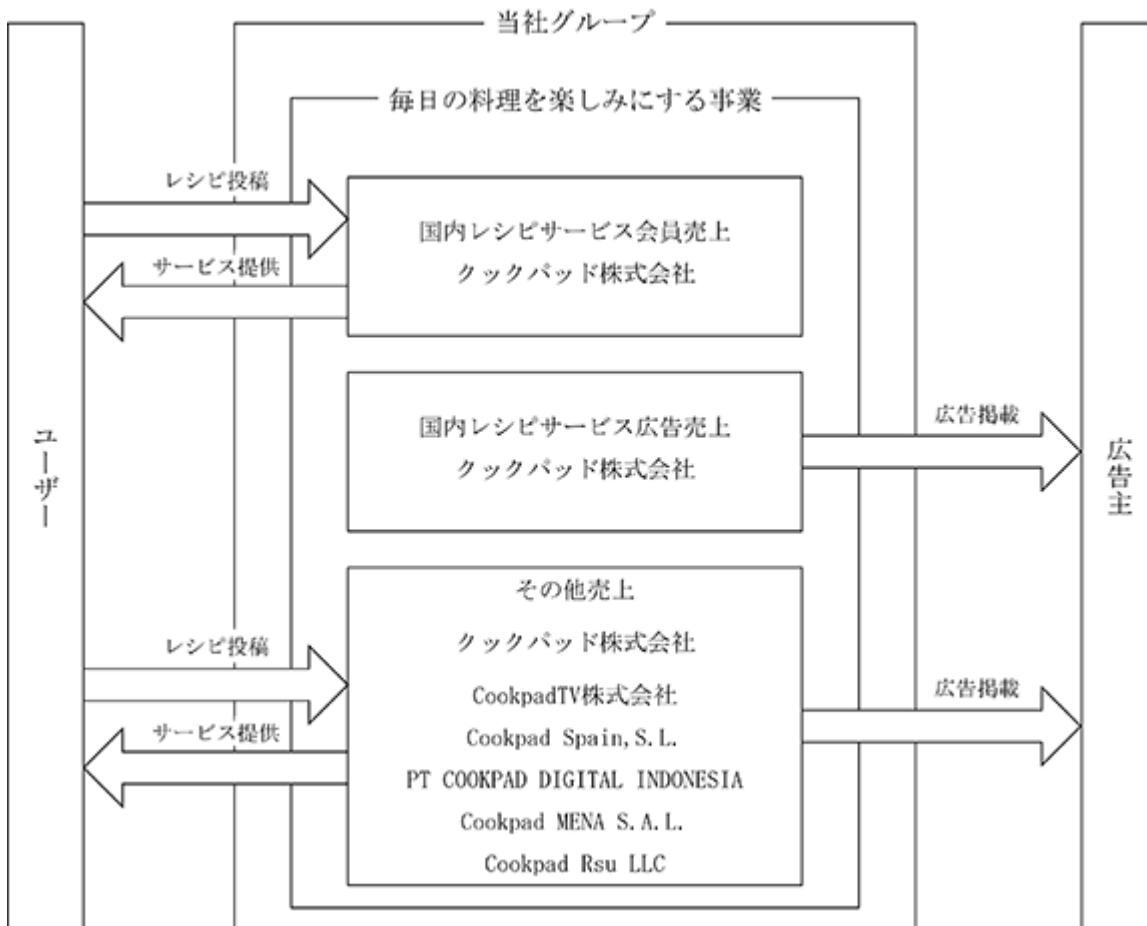 当社グループ
毎日の料理を楽しみにする事業
ユーザー
レシピ投稿
サービス提供
国内レシピサービス会員売上
クックパッド株式会社
国内レシピサービス広告売上
クックパッド株式会社
広告掲載
広告主
レシピ投稿
サービス提供
その他売上
クックパッド株式会社
CookpadTV株式会社
Cookpad Spain,S.L.
PT COOKPAD DIGITAL INDONESIA
Cookpad MENA S.A.L.
Cookpad Rsu LLC
広告掲載